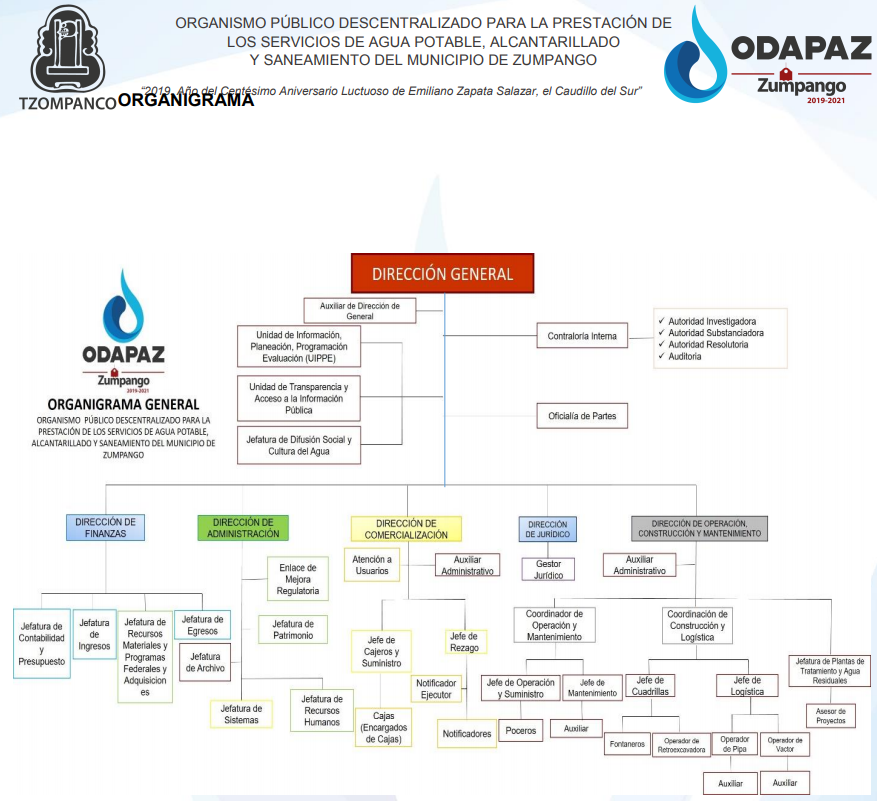 ORGANISMO PÚBLICO DESCENTRALIZADO PARA LA PRESTACIÓN DE
LOS SERVICIOS DE AGUA POTABLE, ALCANTARILLADO
Y SANEAMIENTO DEL MUNICIPIO DE ZUMPANGO
"2019. Año del Centésimo Aniversario Luctuoso de Emiliano Zapata Salazar, el Caudillo del Sur"
TZOMPANCO
ORGANIGRAMA
ODAPAZ
Zumpango
2019-2021
DIRECCIÓN GENERAL
Auxiliar de Dirección de
General
Unidad de Información,
Planeación, Programación
Evaluación (UIPPE)
Unidad de Transparencia y
Acceso a la Información
Pública
Jefatura de Difusión Social y
Cultura del Agua
Contraloría Interna
✓ Autoridad Investigadora
✓ Autoridad Substanciadora
✓ Autoridad Resolutoria
✓ Auditoria
Oficialía de Partes
ODAPAZ
Zumpango
2019-2021
ORGANIGRAMA GENERAL
ORGANISMO PÚBLICO DESCENTRALIZADO PARA LA
PRESTACIÓN DE LOS SERVICIOS DE AGUA POTABLE,
ALCANTARILLADO Y SANEAMIENTO DEL MUNICIPIO DE
ZUMPANGO
DIRECCIÓN DE
FINANZAS
DIRECCIÓN DE
ADMINISTRACIÓN
DIRECCIÓN DE
COMERCIALIZACIÓN
DIRECCIÓN
DE JURÍDICO
DIRECCIÓN DE OPERACIÓN,
CONSTRUCCIÓN Y MANTENIMIENTO
Jefatura de
Contabilidad
y
Presupuesto
Jefatura
de
Ingresos
Jefatura de
Recursos
Materiales y
Programas
Federales y
Adquisicion
es
Jefatura de
Egresos
Jefatura
de Archivo
Enlace de
Mejora
Regulatoria
Jefatura de
Patrimonio
Jefatura de
Sistemas
Jefatura de
Recursos
Humanos
Atención a
Usuarios
Auxiliar
Administrativo
Jefe de
Cajeros y
Suministro
Jefe de
Rezago
Notificador
Ejecutor
Cajas
(Encargados
de Cajas)
Notificadores
Gestor
Jurídico
Auxiliar
Administrativo
Coordinador de
Operación y
Mantenimiento
Coordinación de
Construcción y
Logística
Jefe de Operación
y Suministro
Jefe de
Mantenimiento
Jefe de
Cuadrillas
Jefe de
Logística
Jefatura de Plantas de
Tratamiento y Agua
Residuales
Asesor de
Proyectos
Poceros
Auxiliar
Fontaneros
Operador de
Retroexcavadora
Operador
de Pipa
Operador de
Vactor
Auxiliar
Auxiliar